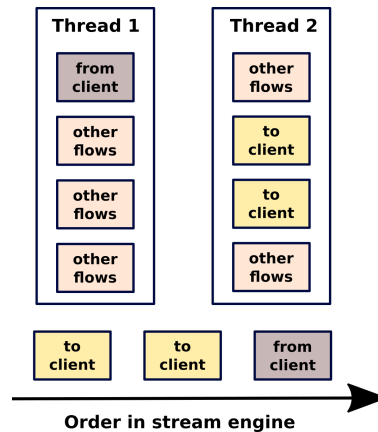 Thread 1
from
client
other
flows
other
flows
other
flows
Thread 2
other
flows
to
client
to
client
other
flows
to
client
to
client
from
client
Order in stream engine